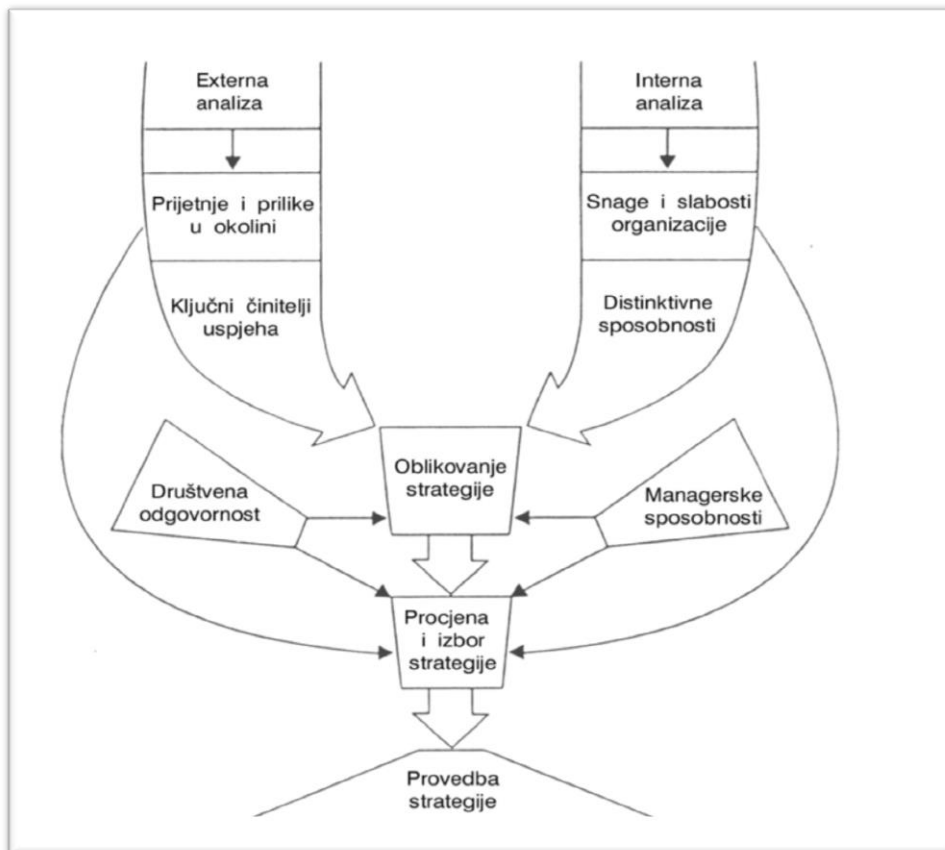 Externa
analiza
Interna
analiza
Prijetnje i prilike
u okolini
Snage i slabosti
organizacije
Ključni činitelji
uspjeha
Distinktivne
sposobnosti
Oblikovanje
strategije
Društvena
odgovornost
Managerske
sposobnosti
Procjena
i izbor
strategije
Provedba
strategije